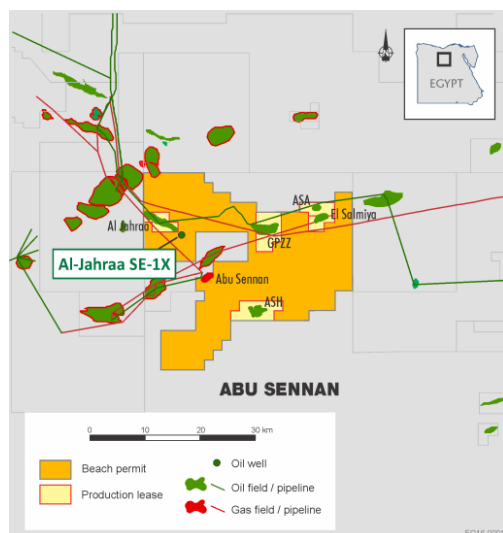 EGYPT
ASA
El Salmiya
Al Jahraa
GPZZ
Al-Jahraa SE-1X
Abu Sennan
ASH
ABU SENNAN
0 10 20 30 km
Beach permit
Production lease
Oil well
Oil field / pipeline
Gas field / pipeline